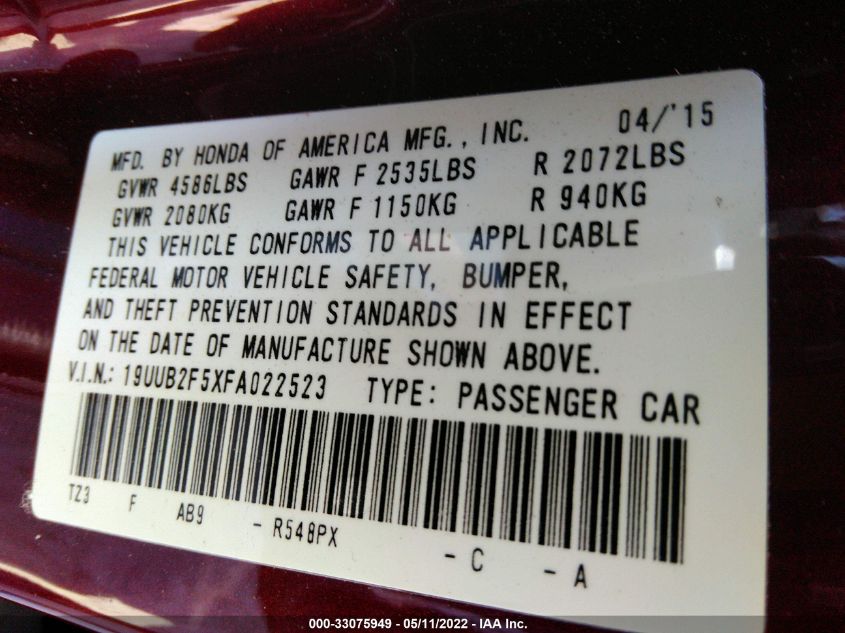 MFD. BY HONDA OF AMERICA MFG., INC. 04/'15
GVWR 4586LBS GAWR F 2535LBS R 2072LBS
GVWR 2080KG GAWR F 1150KG R 940KG
THIS VEHICLE CONFORMS TO ALL APPLICABLE
FEDERAL MOTOR VEHICLE SAFETY, BUMPER,
AND THEFT PREVENTION STANDARDS IN EFFECT
ON THE DATE OF MANUFACTURE SHOWN ABOVE.
V.I.N.: 19UUB2F5XFA022523 TYPE: PASSENGER CAR
TZ3 F AB9 - R548PX - C - A
000-33075949 - 05/11/2022 - IAA Inc.